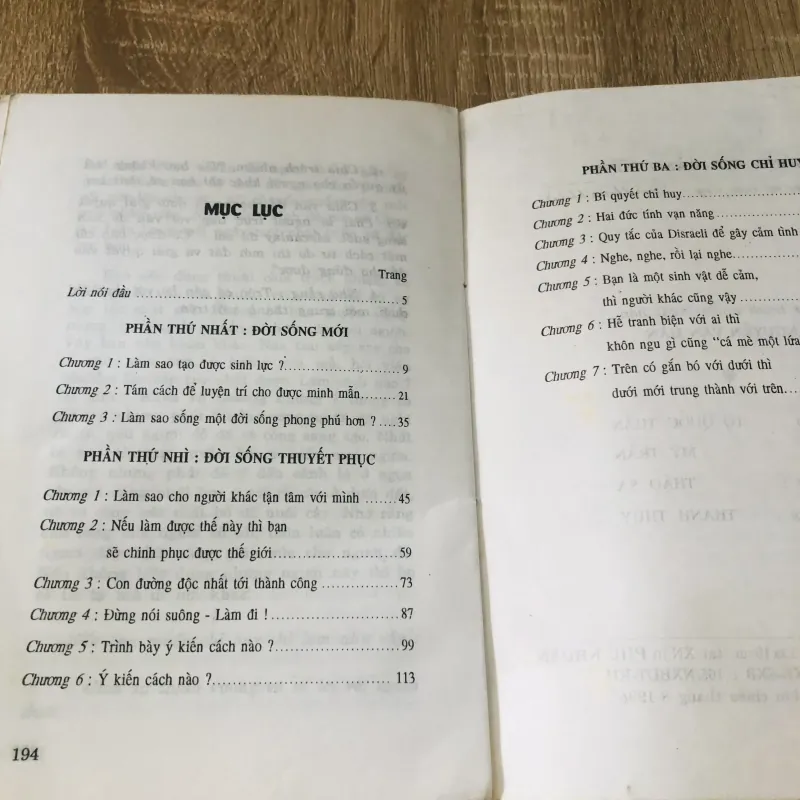 MỤC LỤC
Trang
Lời nói đầu ........ 5
PHẦN THỨ NHẤT : ĐỜI SỐNG MỚI
Chương 1 : Làm sao tạo được sinh lực ? ........ 9
Chương 2 : Tám cách để luyện trí cho được minh mẫn ........ 21
Chương 3 : Làm sao sống một đời sống phong phú hơn ? .... 35
PHẦN THỨ NHÌ : ĐỜI SỐNG THUYẾT PHỤC
Chương 1 : Làm sao cho người khác tận tâm với mình ....... 45
Chương 2 : Nếu làm được thế này thì bạn
sẽ chinh phục được thế giới ........ 59
Chương 3 : Con đường độc nhất tới thành công ........ 73
Chương 4 : Đừng nói suông - Làm đi ! ........ 87
Chương 5 : Trình bày ý kiến cách nào ? ........ 99
Chương 6 : Ý kiến cách nào ? ........ 113
194
PHẦN THỨ BA : ĐỜI SỐNG CHỈ HUY
Chương 1 : Bí quyết chỉ huy ........
Chương 2 : Hai đức tính vạn năng ........
Chương 3 : Quy tắc của Disraeli để gây cảm tình
Chương 4 : Nghe, nghe, rồi lại nghe ........
Chương 5 : Bạn là một sinh vật dễ cảm,
thì người khác cũng vậy ........
Chương 6 : Hễ tranh biện với ai thì
khôn ngu gì cũng "cá mè một lứa
Chương 7 : Trên có gắn bó với dưới thì
dưới mới trung thành với trên...